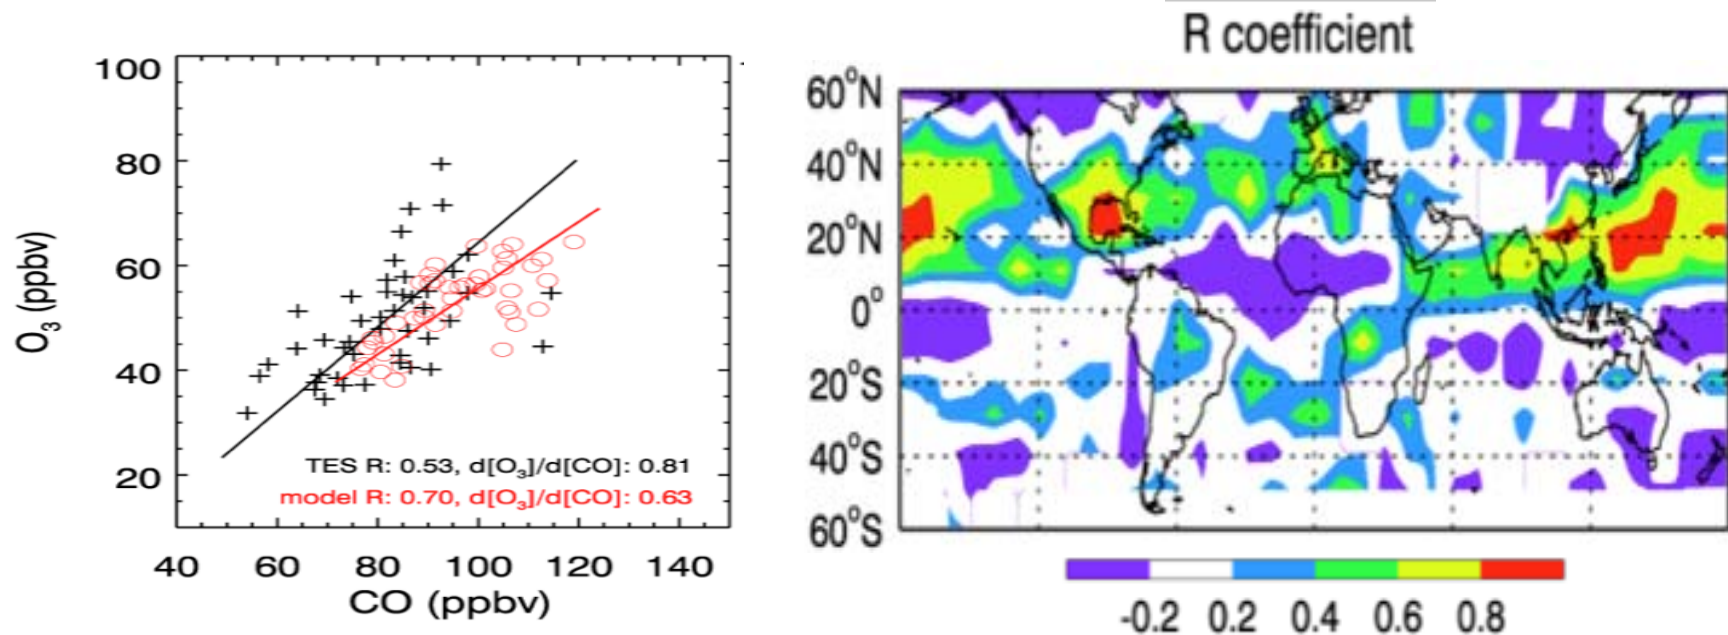 100
80
60
40
20
O3 (ppbv)
TES R: 0.53, d[O3]/d[CO]: 0.81
model R: 0.70, d[O3]/d[CO]: 0.63
40 60 80 100 120 140
CO (ppbv)
R coefficient
60°N
40°N
20°N
0°
20°S
40°S
60°S
-0.2 0.2 0.4 0.6 0.8